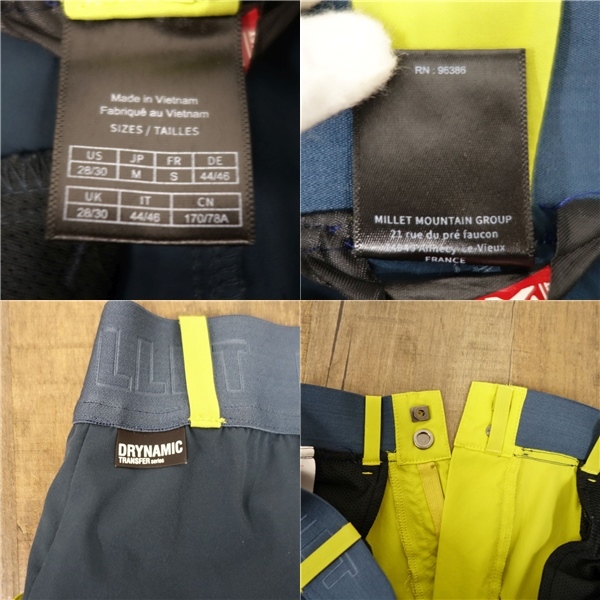 Made in Vietnam
Fabriqué au Vietnam
SIZES / TAILLES
US JP FR DE
28/30 M S 44/46
UK IT CN
28/30 44/46 170/78A
RN : 96386
MILLET MOUNTAIN GROUP
21 rue du pré faucon
74949 Annecy-Le-Vieux
FRANCE
LLET
DRYNAMIC
TRANSFER series